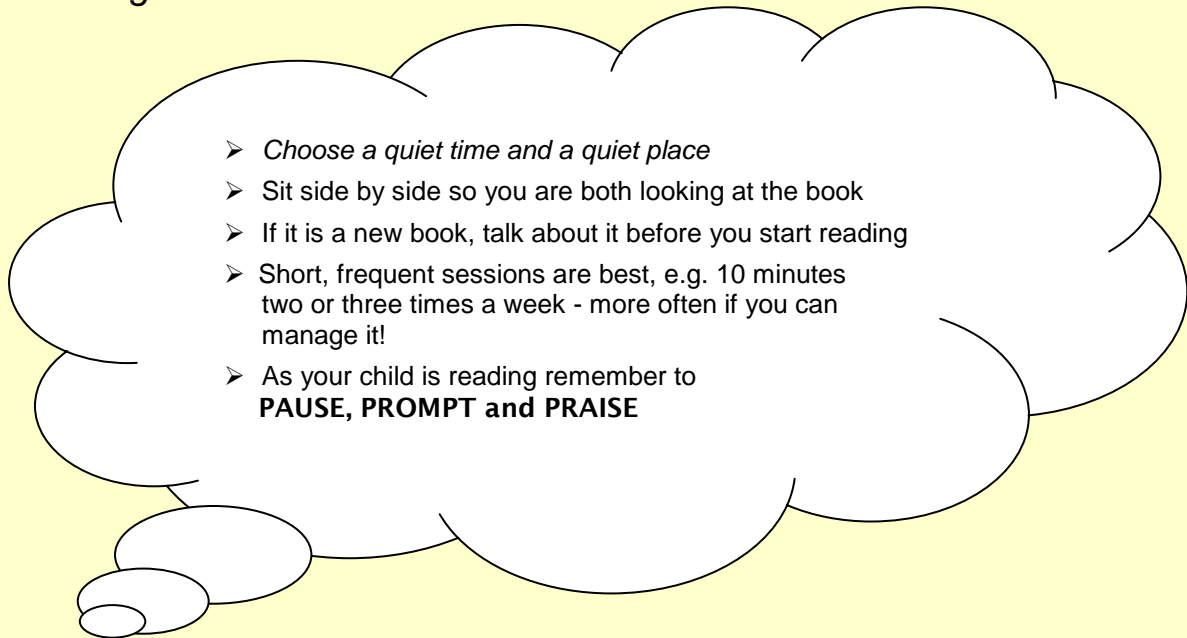 ➢ Choose a quiet time and a quiet place
➢ Sit side by side so you are both looking at the book
➢ If it is a new book, talk about it before you start reading
➢ Short, frequent sessions are best, e.g. 10 minutes
two or three times a week - more often if you can
manage it!
➢ As your child is reading remember to
PAUSE, PROMPT and PRAISE